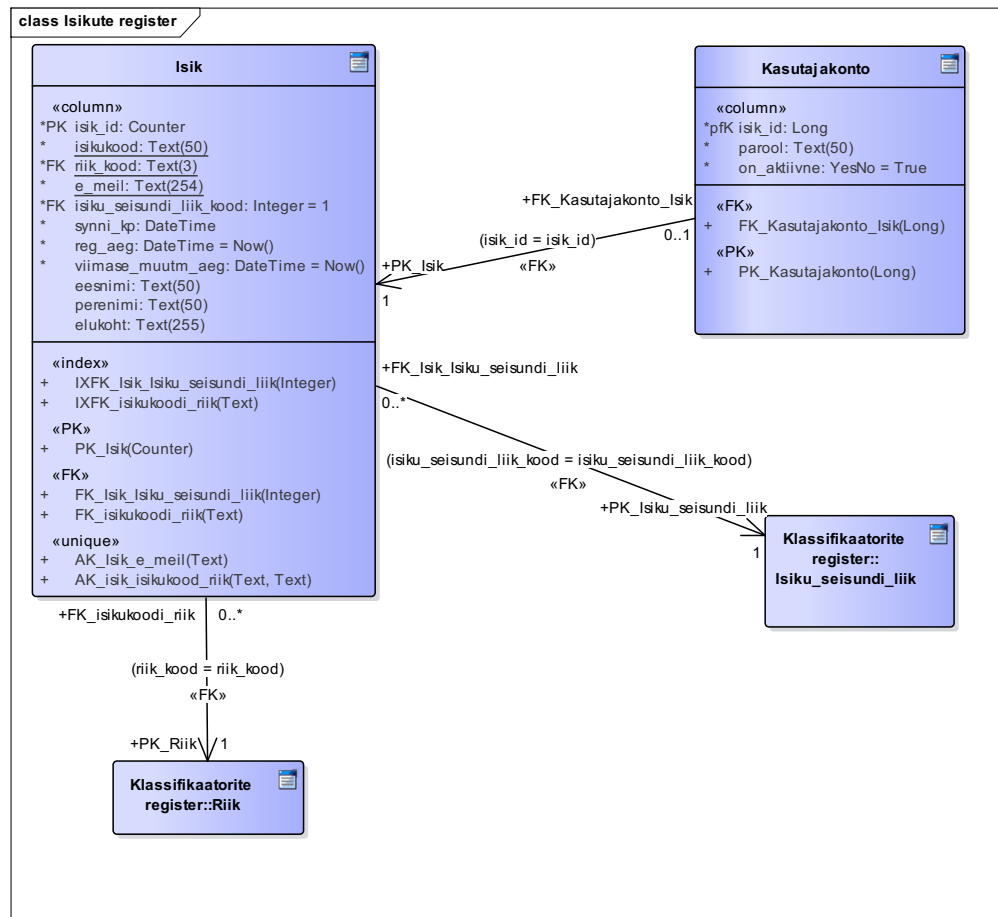 class Isikute register
Isik
«column»
*PK isik_id: Counter
* isikukood: Text(50)
*FK riik_kood: Text(3)
* e_meil: Text(254)
*FK isiku_seisundi_liik_kood: Integer = 1
* synni_kp: DateTime
* reg_aeg: DateTime = Now()
* viimase_muutm_aeg: DateTime = Now()
eesnimi: Text(50)
perenimi: Text(50)
elukoht: Text(255)
«index»
+ IXFK_Isik_Isiku_seisundi_liik(Integer)
+ IXFK_isikukoodi_riik(Text)
«PK»
+ PK_Isik(Counter)
«FK»
+ FK_Isik_Isiku_seisundi_liik(Integer)
+ FK_isikukoodi_riik(Text)
«unique»
+ AK_Isik_e_meil(Text)
+ AK_isik_isikukood_riik(Text, Text)
Kasutajakonto
«column»
*pfK isik_id: Long
* parool: Text(50)
* on_aktiivne: YesNo = True
«FK»
+ FK_Kasutajakonto_Isik(Long)
«PK»
+ PK_Kasutajakonto(Long)
+FK_Kasutajakonto_Isik
0..1
(isik_id = isik_id)
«FK»
+PK_Isik
1
+FK_Isik_Isiku_seisundi_liik
0..*
(isiku_seisundi_liik_kood = isiku_seisundi_liik_kood)
«FK»
+PK_Isiku_seisundi_liik
1
Klassifikaatorite
register::
Isiku_seisundi_liik
+FK_isikukoodi_riik
0..*
(riik_kood = riik_kood)
«FK»
+PK_Riik
1
Klassifikaatorite
register::Riik